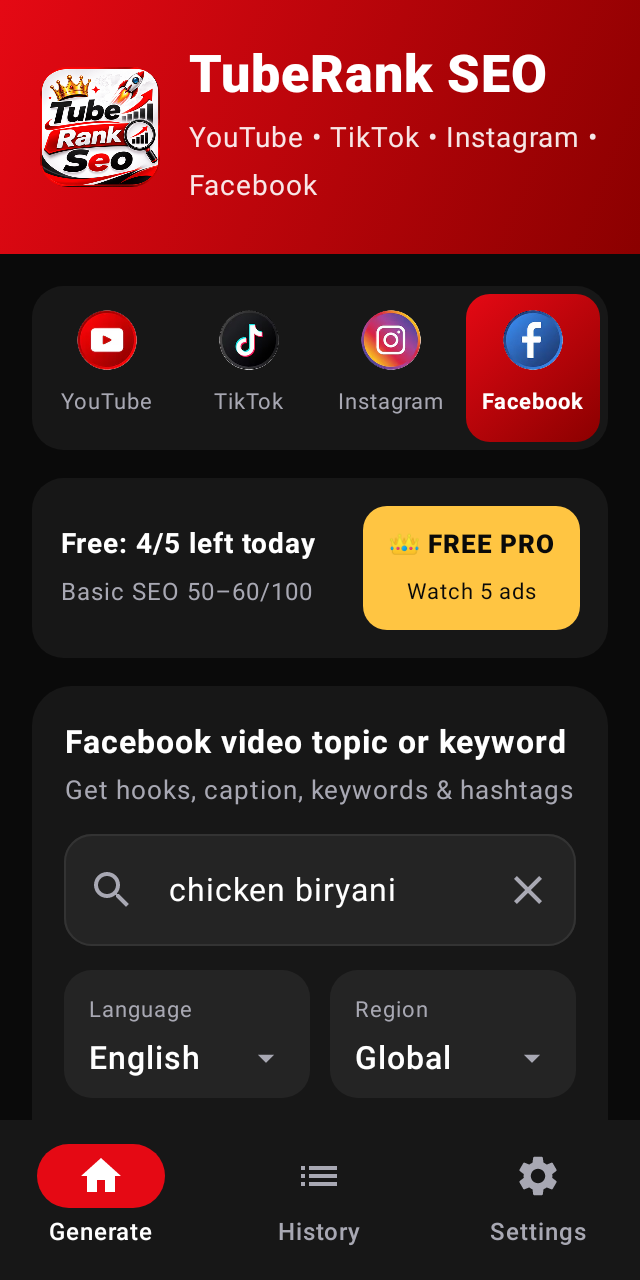 Tube
Rank
Seo
TubeRank SEO
YouTube • TikTok • Instagram •
Facebook
YouTube
TikTok
Instagram
Facebook
Free: 4/5 left today
Basic SEO 50–60/100
👑 FREE PRO
Watch 5 ads
Facebook video topic or keyword
Get hooks, caption, keywords & hashtags
chicken biryani
Language
English
Region
Global
Generate
History
Settings